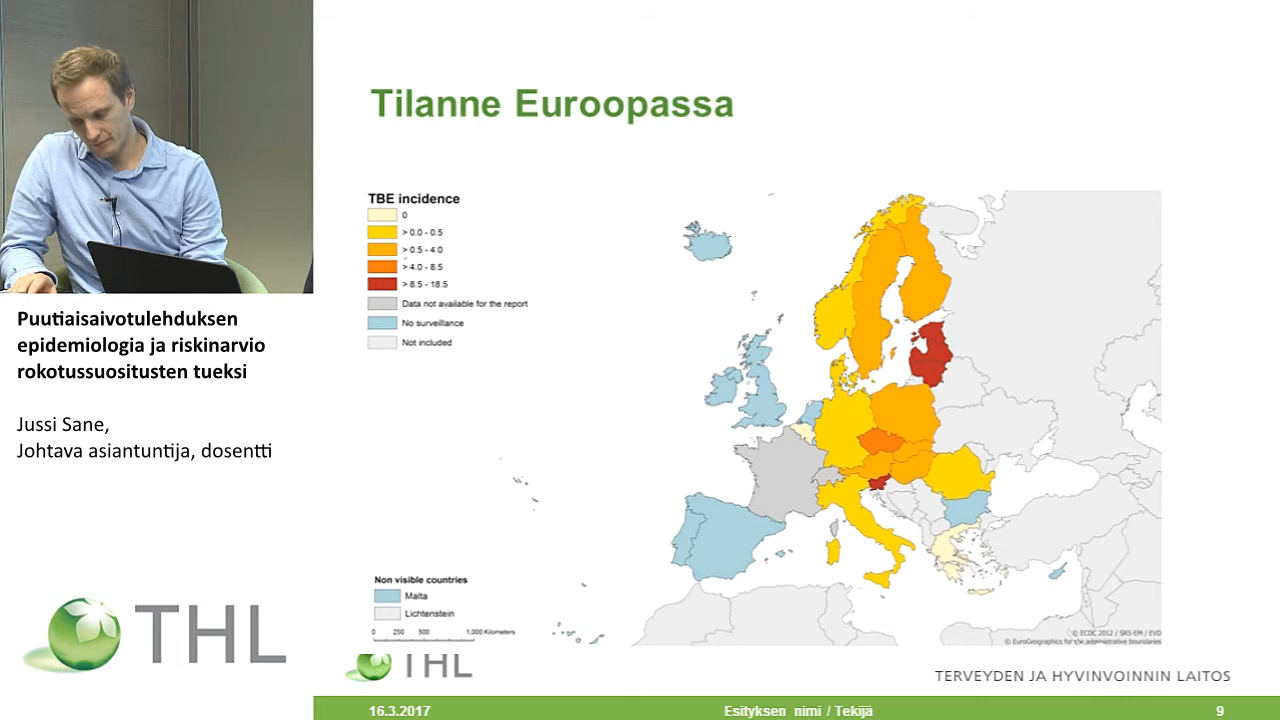 Tilanne Euroopassa
TBE incidence
0
> 0.0 - 0.5
> 0.5 - 4.0
> 4.0 - 8.5
> 8.5 - 18.5
Data not available for the report
No surveillance
Not included
Non visible countries
Malta
Lichtenstein
0 250 500 1,000 Kilometers
© ECDC 2012 / SRS-EM / EVD
© EuroGeographics for the administrative boundaries
Puutiaisaivotulehduksen
epidemiologia ja riskinarvio
rokotussuositusten tueksi
Jussi Sane,
Johtava asiantuntija, dosentti
THL
THL
TERVEYDEN JA HYVINVOINNIN LAITOS
16.3.2017 Esityksen nimi / Tekijä 9